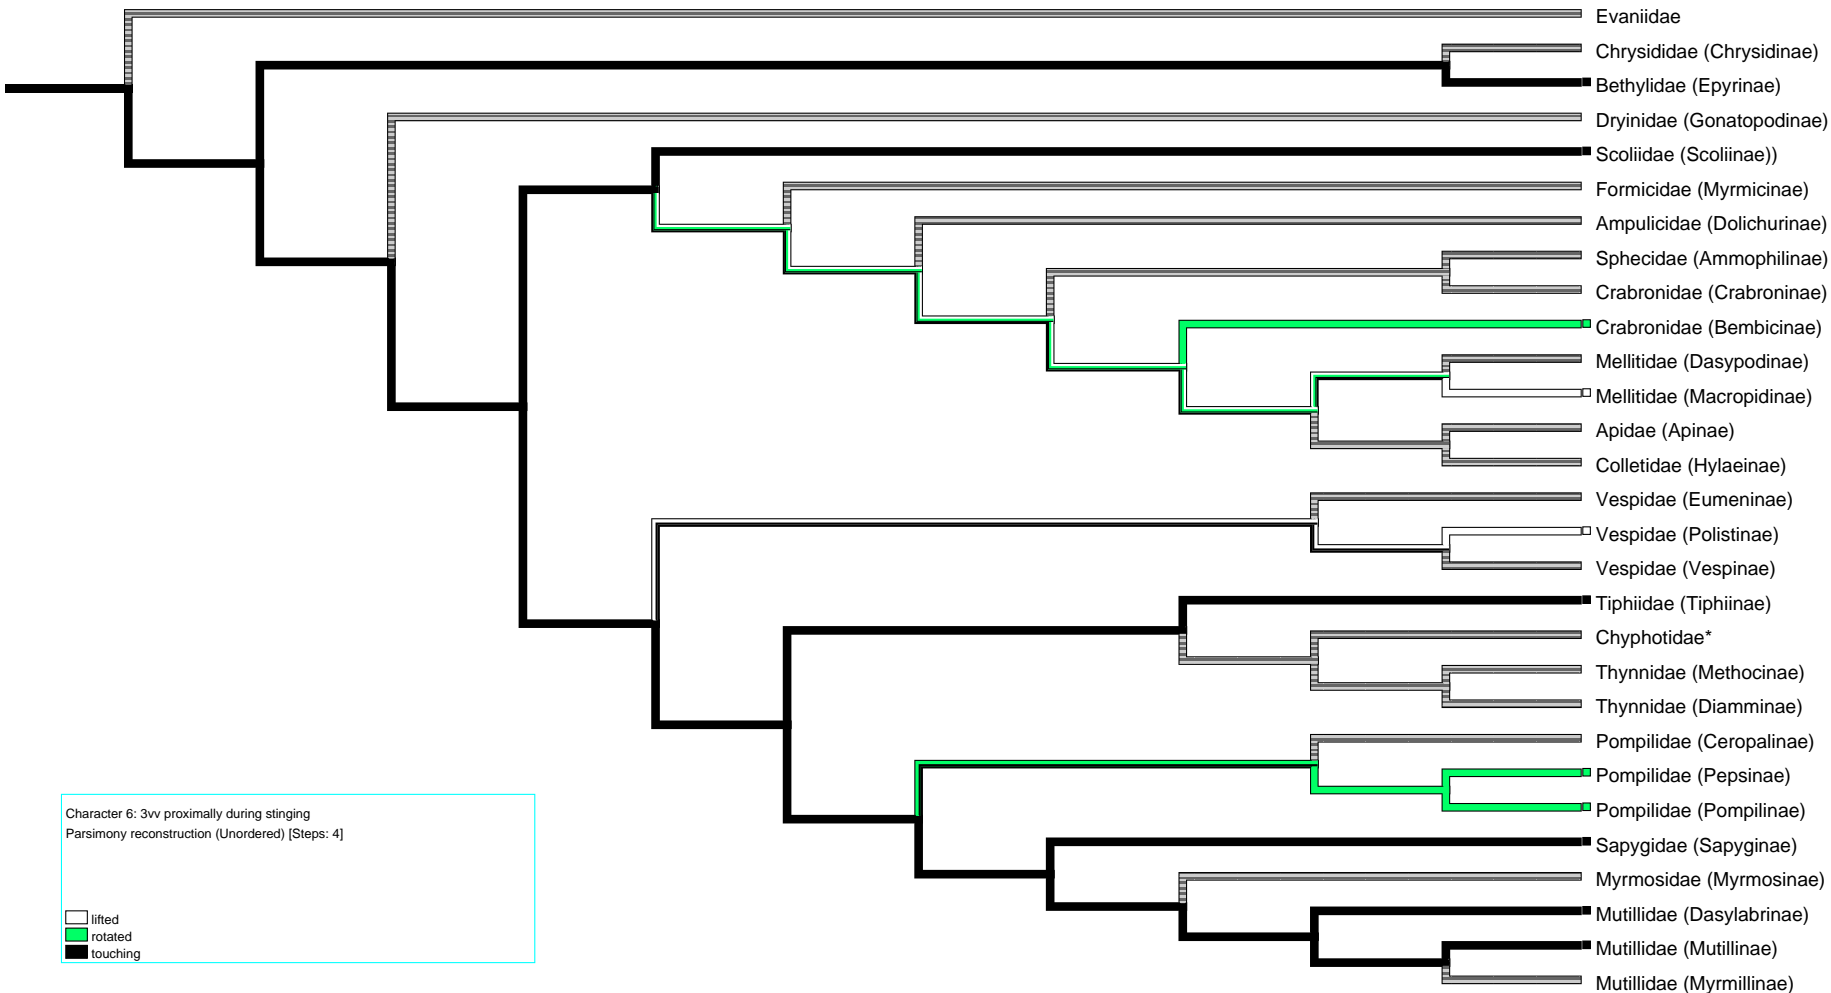 Evaniidae
Chrysididae (Chrysidinae)
Bethylidae (Epyrinae)
Dryinidae (Gonatopodinae)
Scoliidae (Scoliinae))
Formicidae (Myrmicinae)
Ampulicidae (Dolichurinae)
Sphecidae (Ammophilinae)
Crabronidae (Crabroninae)
Crabronidae (Bembicinae)
Mellitidae (Dasypodinae)
Mellitidae (Macropidinae)
Apidae (Apinae)
Colletidae (Hylaeinae)
Vespidae (Eumeninae)
Vespidae (Polistinae)
Vespidae (Vespinae)
Tiphiidae (Tiphiinae)
Chyphotidae*
Thynnidae (Methocinae)
Thynnidae (Diamminae)
Pompilidae (Ceropalinae)
Pompilidae (Pepsinae)
Pompilidae (Pompilinae)
Sapygidae (Sapyginae)
Myrmosidae (Myrmosinae)
Mutillidae (Dasylabrinae)
Mutillidae (Mutillinae)
Mutillidae (Myrmillinae)
Character 6: 3vv proximally during stinging
Parsimony reconstruction (Unordered) [Steps: 4]
lifted
rotated
touching